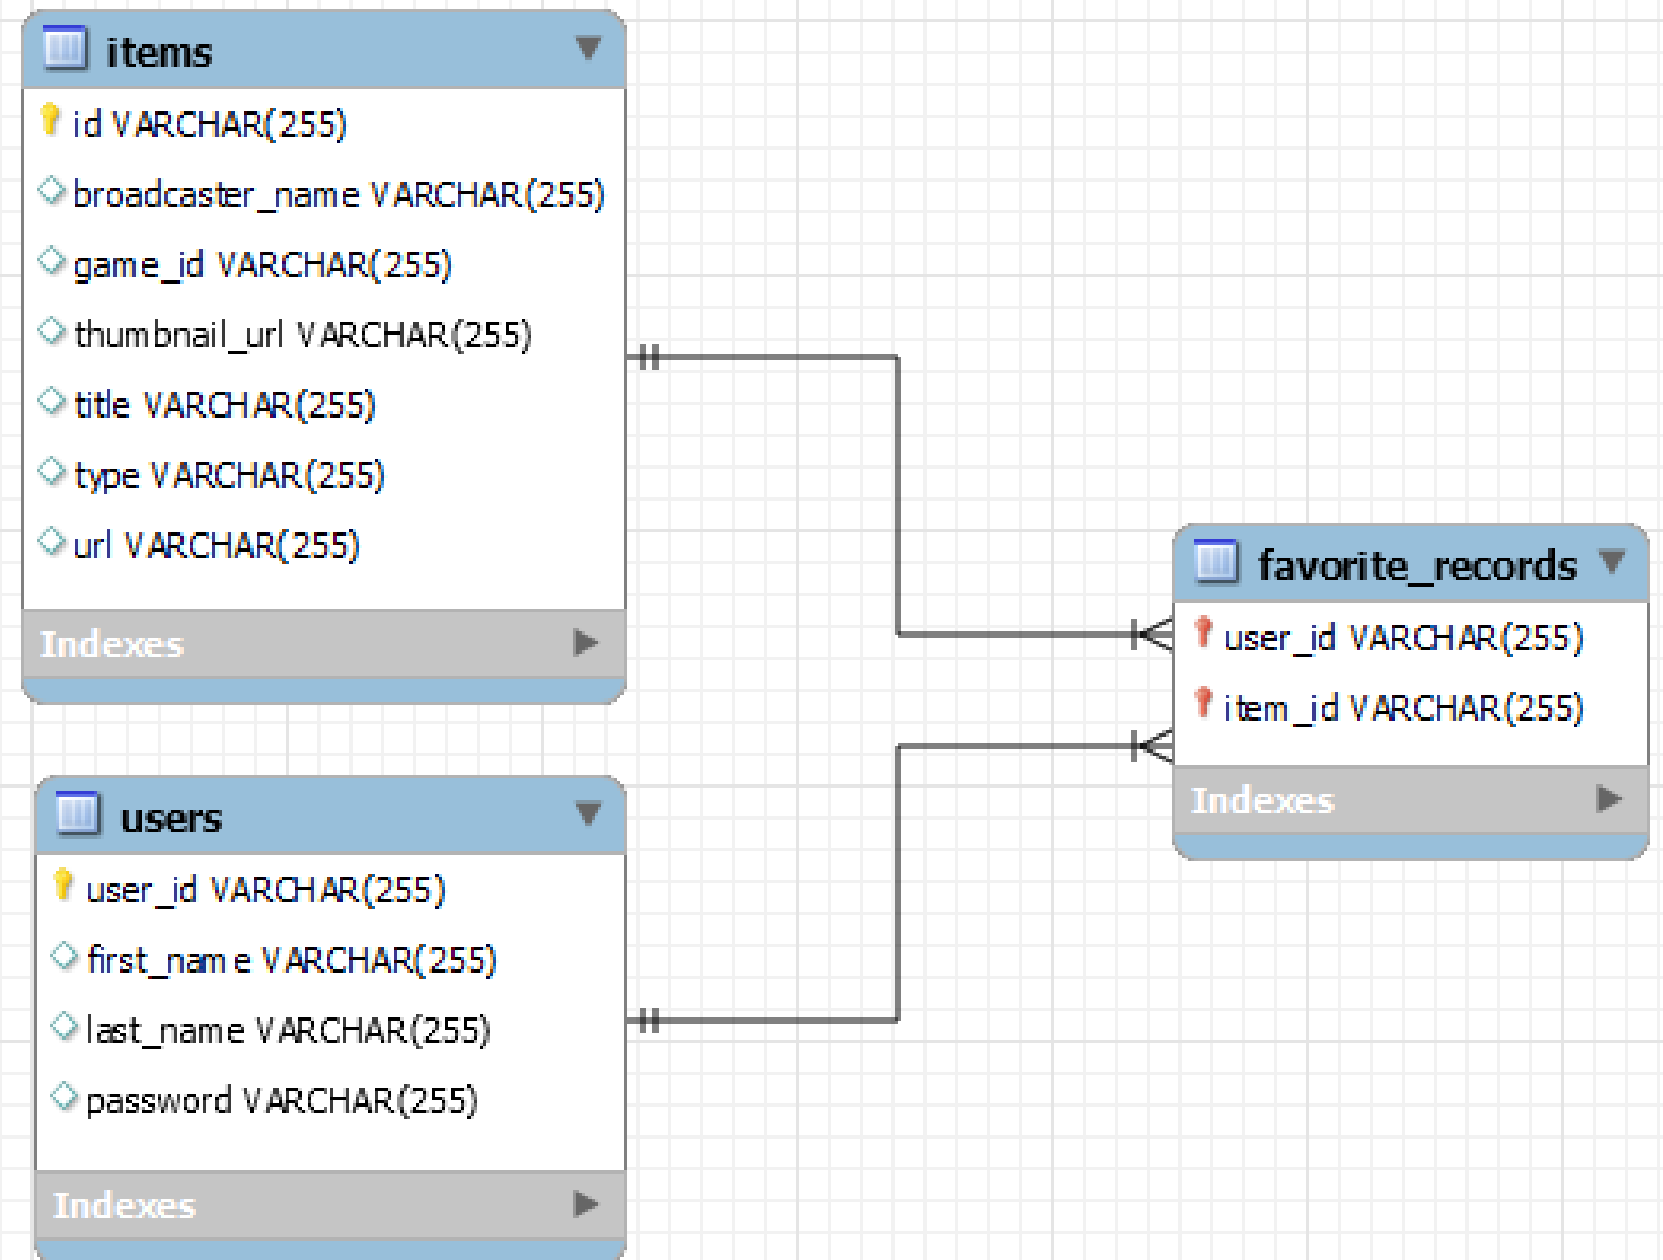 items
id VARCHAR(255)
broadcaster_name VARCHAR(255)
game_id VARCHAR(255)
thumbnail_url VARCHAR(255)
title VARCHAR(255)
type VARCHAR(255)
url VARCHAR(255)
Indexes
users
user_id VARCHAR(255)
first_name VARCHAR(255)
last_name VARCHAR(255)
password VARCHAR(255)
Indexes
favorite_records
user_id VARCHAR(255)
item_id VARCHAR(255)
Indexes